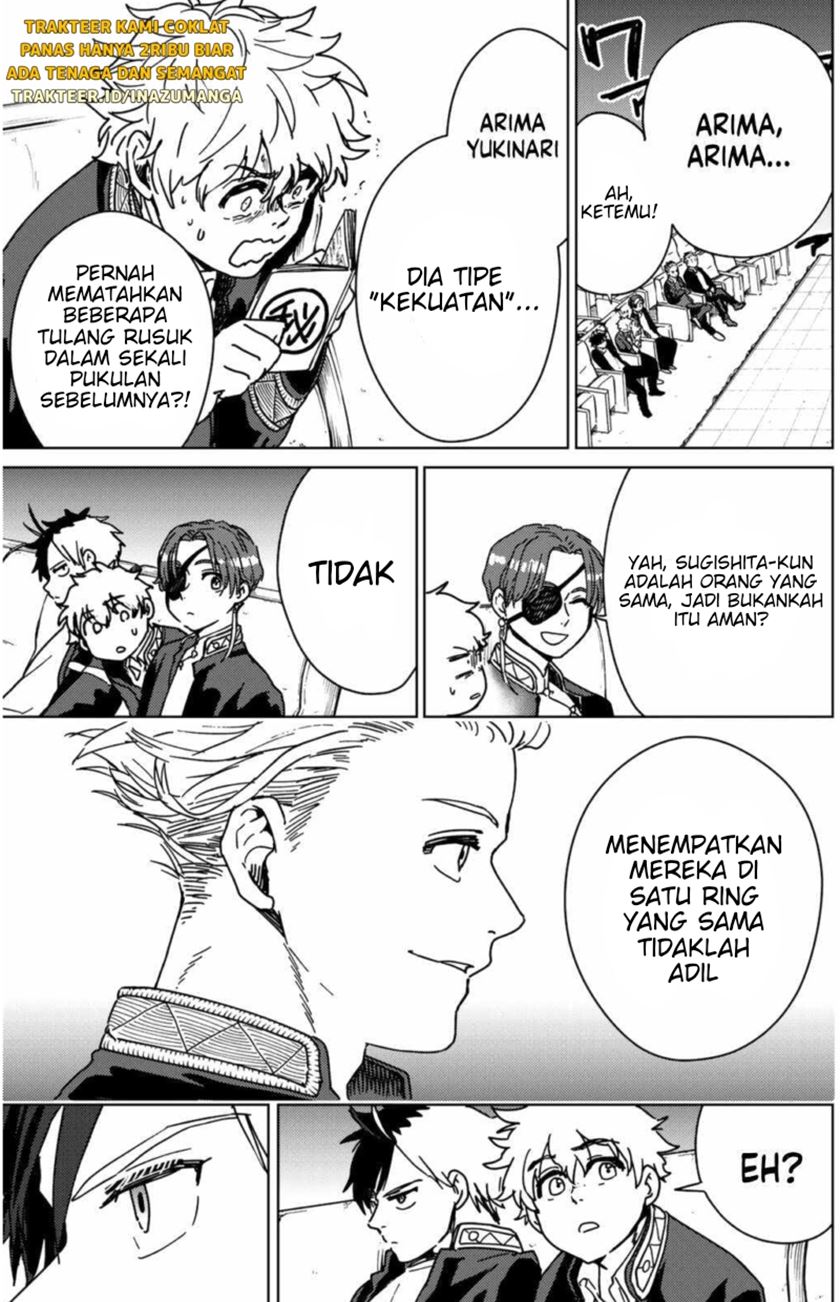 TRAKTEER KAMI COKLAT
PANAS HANYA 2RIBU BIAR
ADA TENAGA DAN SEMANGAT
TRAKTEER.ID/INAZUMANGA
ARIMA,
ARIMA...
AH,
KETEMU!
ARIMA
YUKINARI
DIA TIPE
"KEKUATAN"...
PERNAH
MEMATAHKAN
BEBERAPA
TULANG RUSUK
DALAM SEKALI
PUKULAN
SEBELUMNYA?!
秘
YAH, SUGISHITA-KUN
ADALAH ORANG YANG
SAMA, JADI BUKANKAH
ITU AMAN?
TIDAK
MENEMPATKAN
MEREKA DI
SATU RING
YANG SAMA
TIDAKLAH
ADIL
EH?